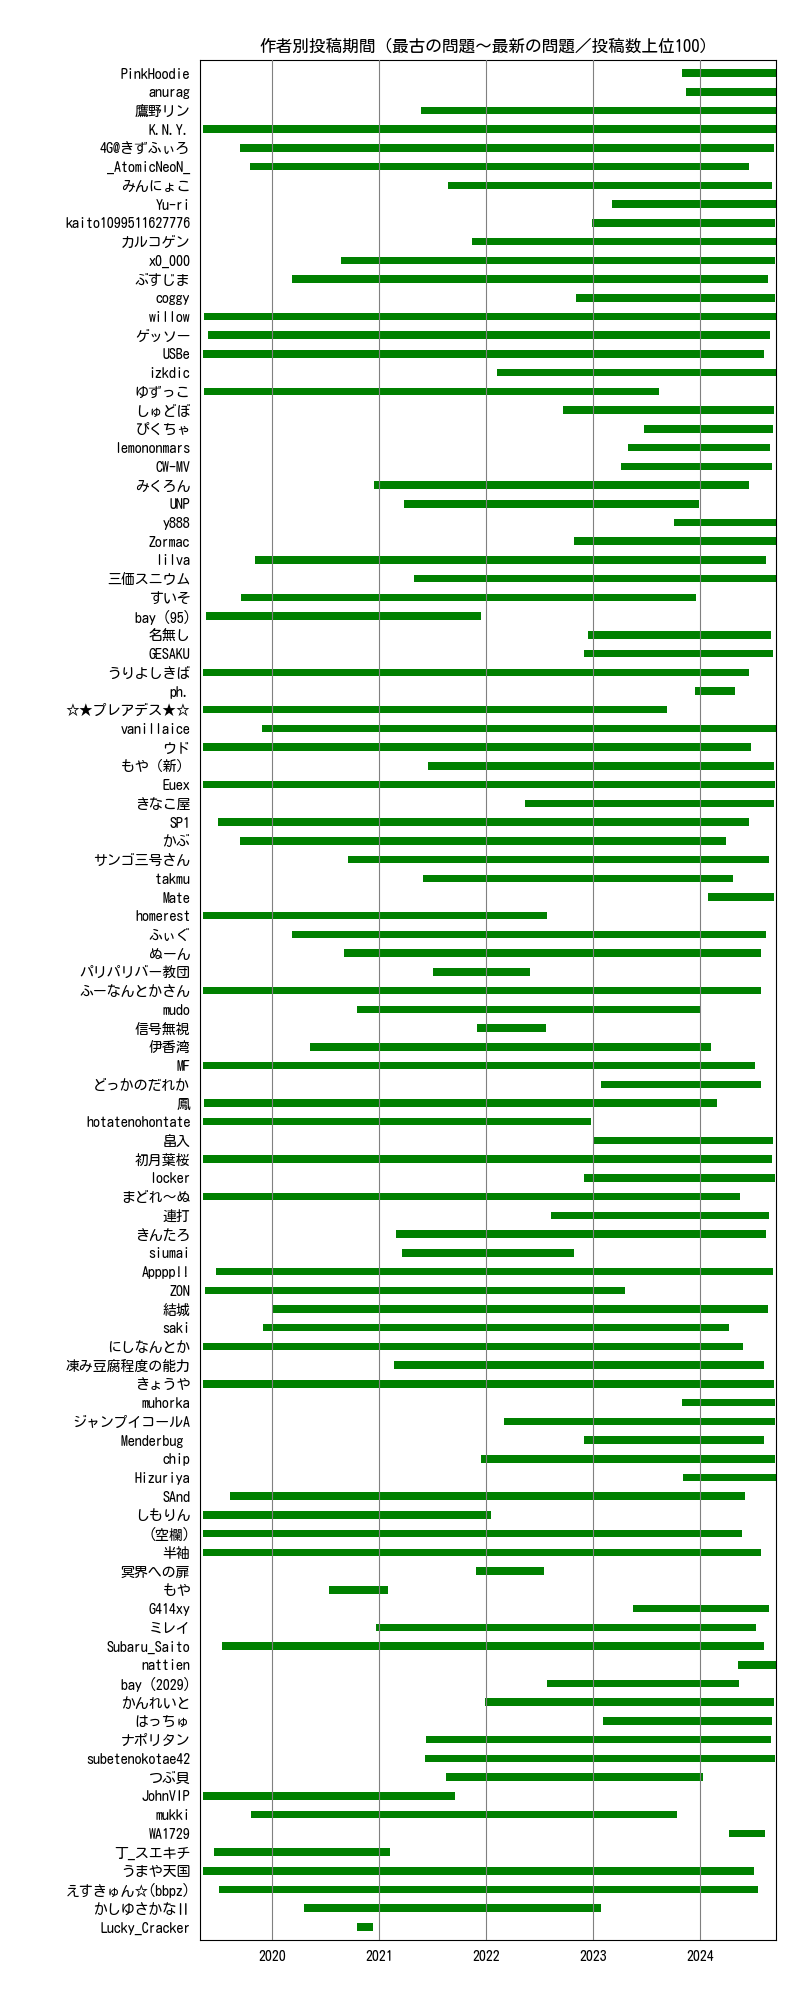 作者別投稿期間（最古の問題～最新の問題／投稿数上位100）
PinkHoodie
anurag
鷹野リン
K.N.Y.
4G@きずふぃろ
_AtomicNeoN_
みんにょこ
Yu-ri
kaito1099511627776
カルコゲン
x0_000
ぶすじま
coggy
willow
ゲッソー
USBe
izkdic
ゆずっこ
しゅどぼ
ぴくちゃ
lemononmars
CW-MV
みくろん
UNP
y888
Zormac
lilva
三価スニウム
すいそ
bay (95)
名無し
GESAKU
うりよしきば
ph.
☆★プレアデス★☆
vanillaice
ウド
もや（新）
Euex
きなこ屋
SP1
かぶ
サンゴ三号さん
takmu
Mate
homerest
ふぃぐ
ぬーん
パリパリバー教団
ふーなんとかさん
mudo
信号無視
伊香湾
MF
どっかのだれか
鳳
hotatenohontate
畠入
初月葉桜
locker
まどれ～ぬ
連打
きんたろ
siumai
Appppll
ZON
結城
saki
にしなんとか
凍み豆腐程度の能力
きょうや
muhorka
ジャンプイコールA
Menderbug
chip
Hizuriya
SAnd
しもりん
(空欄)
半袖
冥界への扉
もや
G414xy
ミレイ
Subaru_Saito
nattien
bay (2029)
かんれいと
はっちゅ
ナポリタン
subetenokotae42
つぶ貝
JohnVIP
mukki
WA1729
丁_スエキチ
うまや天国
えすきゅん☆(bbpz)
かしゆさかなⅡ
Lucky_Cracker
2020 2021 2022 2023 2024